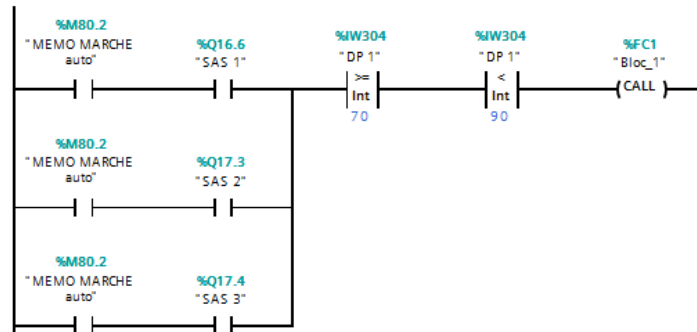 %M80.2
"MEMO MARCHE
auto"
%Q16.6
"SAS 1"
%IW304
"DP 1"
>=
Int
70
%IW304
"DP 1"
<
Int
90
%FC1
"Bloc_1"
CALL
%M80.2
"MEMO MARCHE
auto"
%Q17.3
"SAS 2"
%M80.2
"MEMO MARCHE
auto"
%Q17.4
"SAS 3"